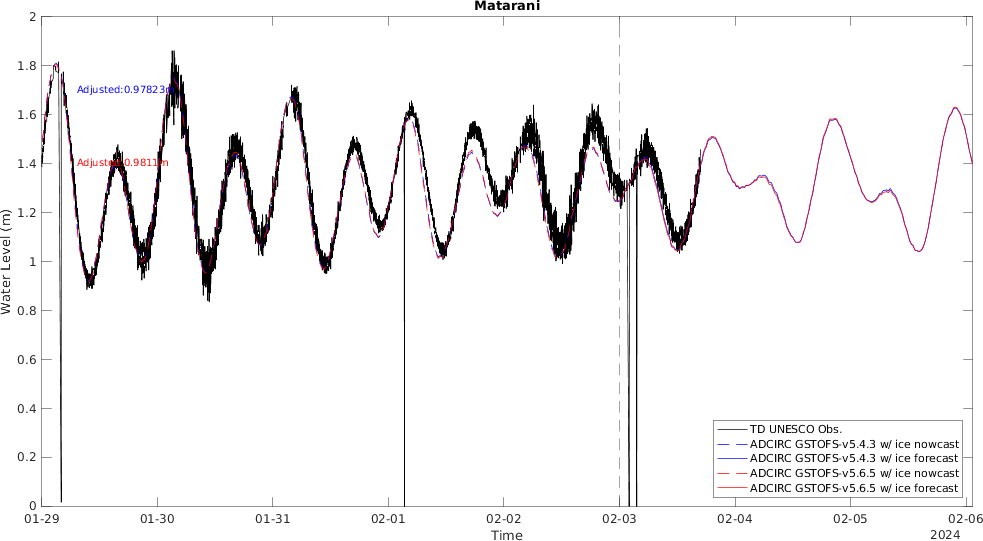 Matarani
Water Level (m)
2
1.8
1.6
1.4
1.2
1
0.8
0.6
0.4
0.2
0
Adjusted:0.97823m
Adjusted:0.9811m
TD UNESCO Obs.
ADCIRC GSTOFS-v5.4.3 w/ ice nowcast
ADCIRC GSTOFS-v5.4.3 w/ ice forecast
ADCIRC GSTOFS-v5.6.5 w/ ice nowcast
ADCIRC GSTOFS-v5.6.5 w/ ice forecast
01-29 01-30 01-31 02-01 02-02 02-03 02-04 02-05 02-06
Time
2024